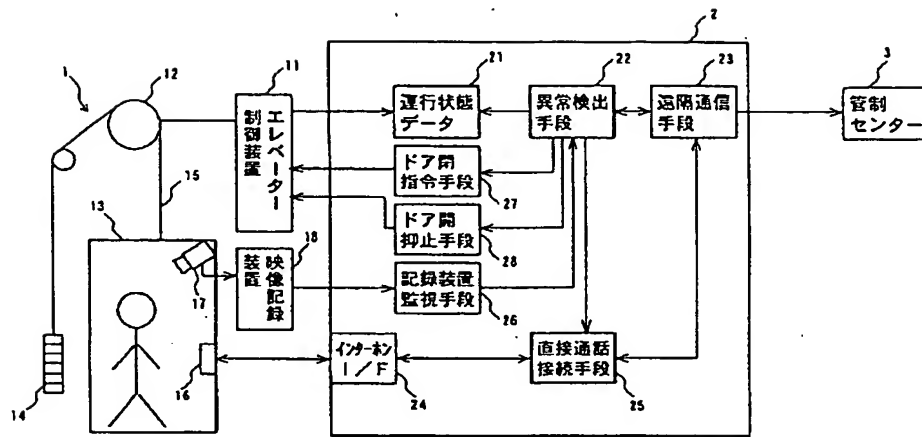 2
3
11
12
1
21
22
23
エレベーター
制御装置
運行状態
データ
異常検出
手段
遠隔通信
手段
管制
センター
ドア閉
指令手段
27
15
13
ドア開
抑止手段
28
18
映像記録
装置
17
記録装置
監視手段
26
インターホン
I/F
24
直接通話
接続手段
25
16
14